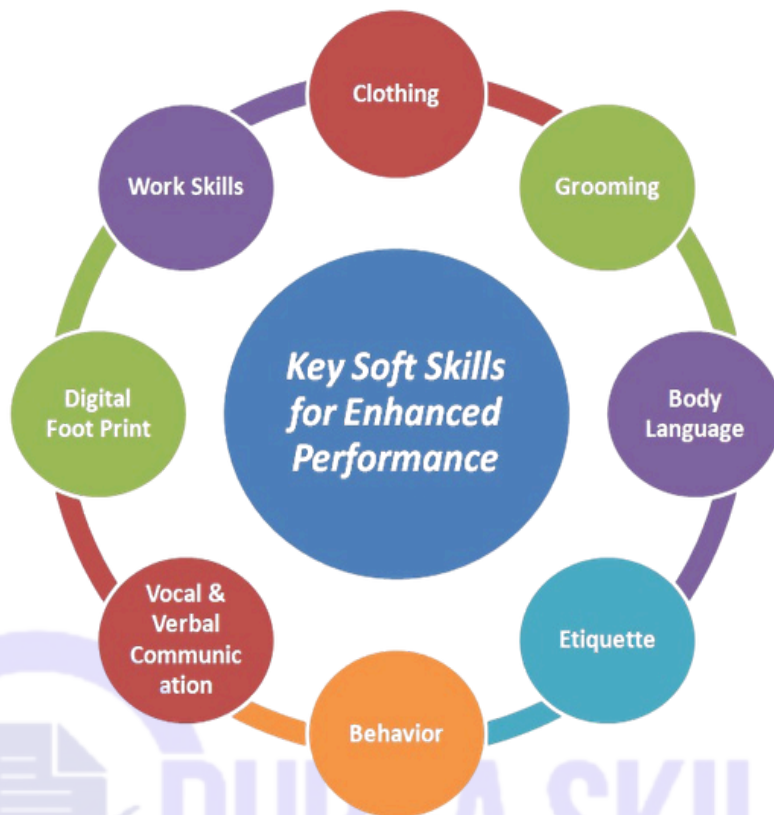 Clothing
Grooming
Body
Language
Etiquette
Behavior
Vocal &
Verbal
Communic
ation
Digital
Foot Print
Work Skills
Key Soft Skills
for Enhanced
Performance